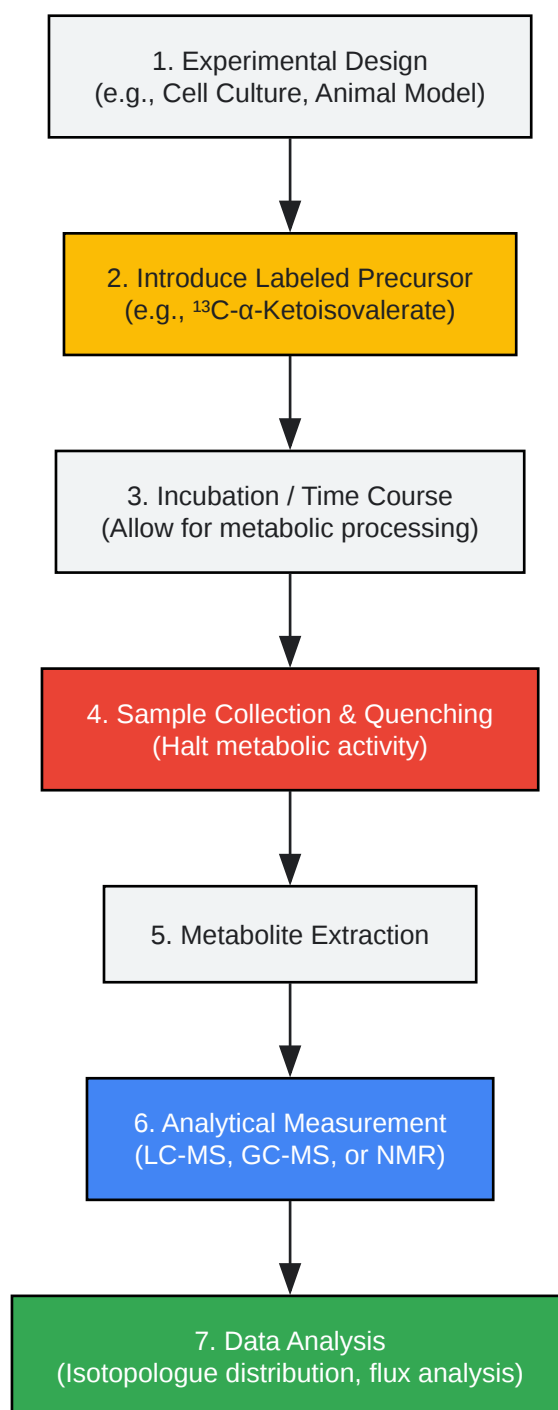 1. Experimental Design
(e.g., Cell Culture, Animal Model)
2. Introduce Labeled Precursor
(e.g., ¹³C-α-Ketoisovalerate)
3. Incubation / Time Course
(Allow for metabolic processing)
4. Sample Collection & Quenching
(Halt metabolic activity)
5. Metabolite Extraction
6. Analytical Measurement
(LC-MS, GC-MS, or NMR)
7. Data Analysis
(Isotopologue distribution, flux analysis)